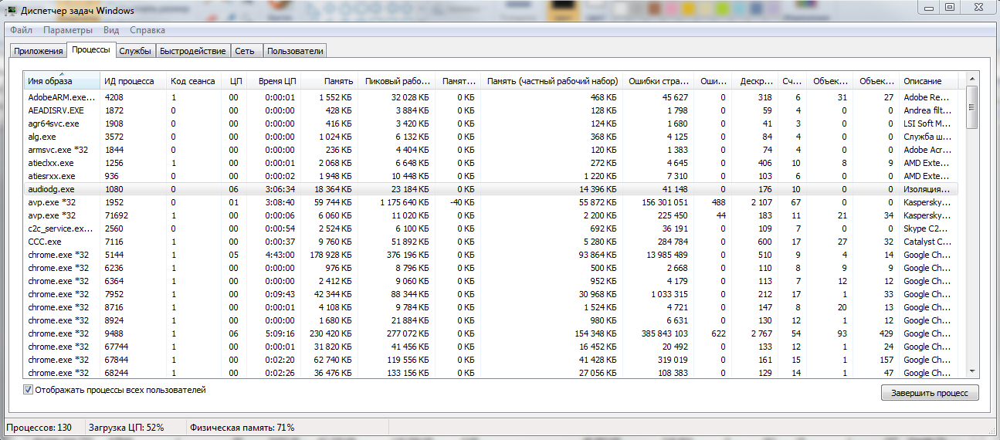 Диспетчер задач Windows
Файл Параметры Вид Справка
Приложения Процессы Службы Быстродействие Сеть Пользователи
Имя образа ИД процесса Код сеанса ЦП Время ЦП Память Пиковый рабо... Памят... Память (частный рабочий набор) Ошибки стра... Оши... Дескр... Сч... Объек... Объек... Описание
AdobeARM.exe... 4208 1 00 0:00:01 1 552 КБ 32 028 КБ 0 КБ 468 КБ 45 627 0 318 6 31 27 Adobe Re...
AEADISRV.EXE 1872 0 00 0:00:00 428 КБ 3 884 КБ 0 КБ 128 КБ 1 798 0 59 4 0 0 Andrea filt...
agr64svc.exe 1908 0 00 0:00:00 416 КБ 3 420 КБ 0 КБ 124 КБ 1 680 0 41 3 0 0 LSI Soft M...
alg.exe 3572 0 00 0:00:00 1 024 КБ 6 132 КБ 0 КБ 368 КБ 4 125 0 84 4 0 0 Служба ш...
armsvc.exe *32 1844 0 00 0:00:00 236 КБ 4 404 КБ 0 КБ 120 КБ 1 383 0 74 4 0 0 Adobe Acr...
atieclxx.exe 1256 1 00 0:00:01 2 068 КБ 6 648 КБ 0 КБ 272 КБ 4 645 0 406 10 8 9 AMD Exte...
atiesrxx.exe 936 0 00 0:00:02 1 948 КБ 10 448 КБ 0 КБ 1 220 КБ 7 310 0 103 6 0 0 AMD Exte...
audiodg.exe 1080 0 06 3:06:34 18 364 КБ 23 184 КБ 0 КБ 14 396 КБ 41 148 0 176 10 0 0 Изоляция...
avp.exe *32 1952 0 01 3:08:40 59 744 КБ 1 175 640 КБ -40 КБ 55 872 КБ 156 301 051 488 2 107 67 0 0 Kaspersky...
avp.exe *32 71692 1 00 0:00:06 6 060 КБ 11 020 КБ 0 КБ 2 200 КБ 225 450 44 183 11 21 34 Kaspersky...
c2c_service.ex... 2560 0 00 0:00:54 2 524 КБ 6 100 КБ 0 КБ 692 КБ 36 191 0 109 7 0 0 Skype C2...
CCC.exe 7116 1 00 0:00:37 9 760 КБ 51 892 КБ 0 КБ 5 280 КБ 284 784 0 600 17 27 32 Catalyst C...
chrome.exe *32 5144 1 05 4:43:00 178 928 КБ 376 196 КБ 0 КБ 93 864 КБ 13 985 489 0 510 9 4 14 Google Ch...
chrome.exe *32 6236 1 00 0:00:00 976 КБ 8 796 КБ 0 КБ 500 КБ 2 668 0 110 8 9 9 Google Ch...
chrome.exe *32 6364 1 00 0:00:00 2 412 КБ 9 060 КБ 0 КБ 952 КБ 4 179 0 113 7 12 12 Google Ch...
chrome.exe *32 7952 1 00 0:09:43 42 344 КБ 88 344 КБ 0 КБ 30 968 КБ 1 033 315 0 212 17 1 33 Google Ch...
chrome.exe *32 8716 1 00 0:00:01 4 108 КБ 9 784 КБ 0 КБ 1 524 КБ 4 721 0 147 8 20 13 Google Ch...
chrome.exe *32 8924 1 00 0:00:00 1 680 КБ 21 884 КБ 0 КБ 980 КБ 6 631 0 130 12 1 12 Google Ch...
chrome.exe *32 9488 1 06 5:09:16 230 420 КБ 277 072 КБ 0 КБ 154 348 КБ 385 843 103 622 2 767 54 93 429 Google Ch...
chrome.exe *32 67744 1 00 0:00:01 31 820 КБ 41 456 КБ 0 КБ 16 452 КБ 20 492 0 133 12 1 24 Google Ch...
chrome.exe *32 67844 1 00 0:02:20 62 740 КБ 119 556 КБ 0 КБ 41 428 КБ 319 019 0 161 15 1 157 Google Ch...
chrome.exe *32 68244 1 00 0:02:26 36 476 КБ 133 156 КБ 0 КБ 27 056 КБ 108 383 0 129 14 1 47 Google Ch...
Отображать процессы всех пользователей
Завершить процесс
Процессов: 130 Загрузка ЦП: 52% Физическая память: 71%